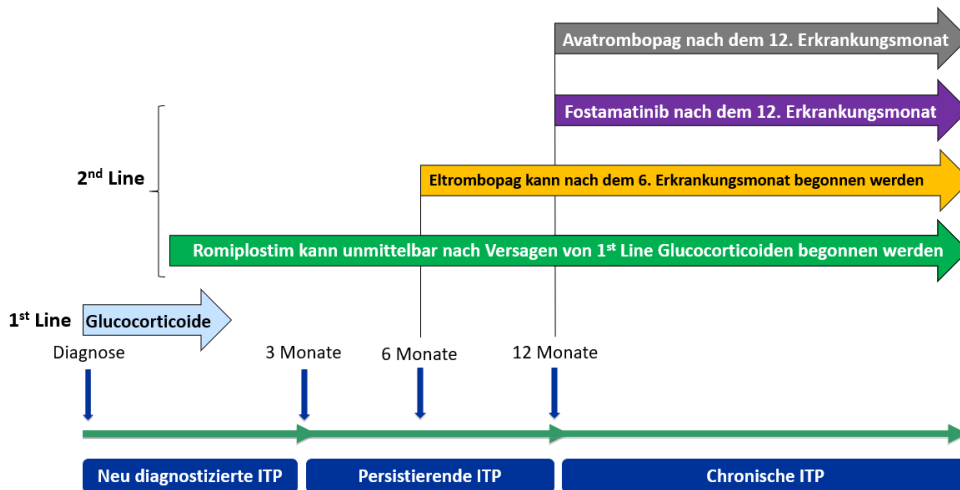 Avatrombopag nach dem 12. Erkrankungsmonat
Fostamatinib nach dem 12. Erkrankungsmonat
2nd Line
Eltrombopag kann nach dem 6. Erkrankungsmonat begonnen werden
Romiplostim kann unmittelbar nach Versagen von 1st Line Glucocorticoiden begonnen werden
1st Line
Glucocorticoide
Diagnose
3 Monate
6 Monate
12 Monate
Neu diagnostizierte ITP
Persistierende ITP
Chronische ITP